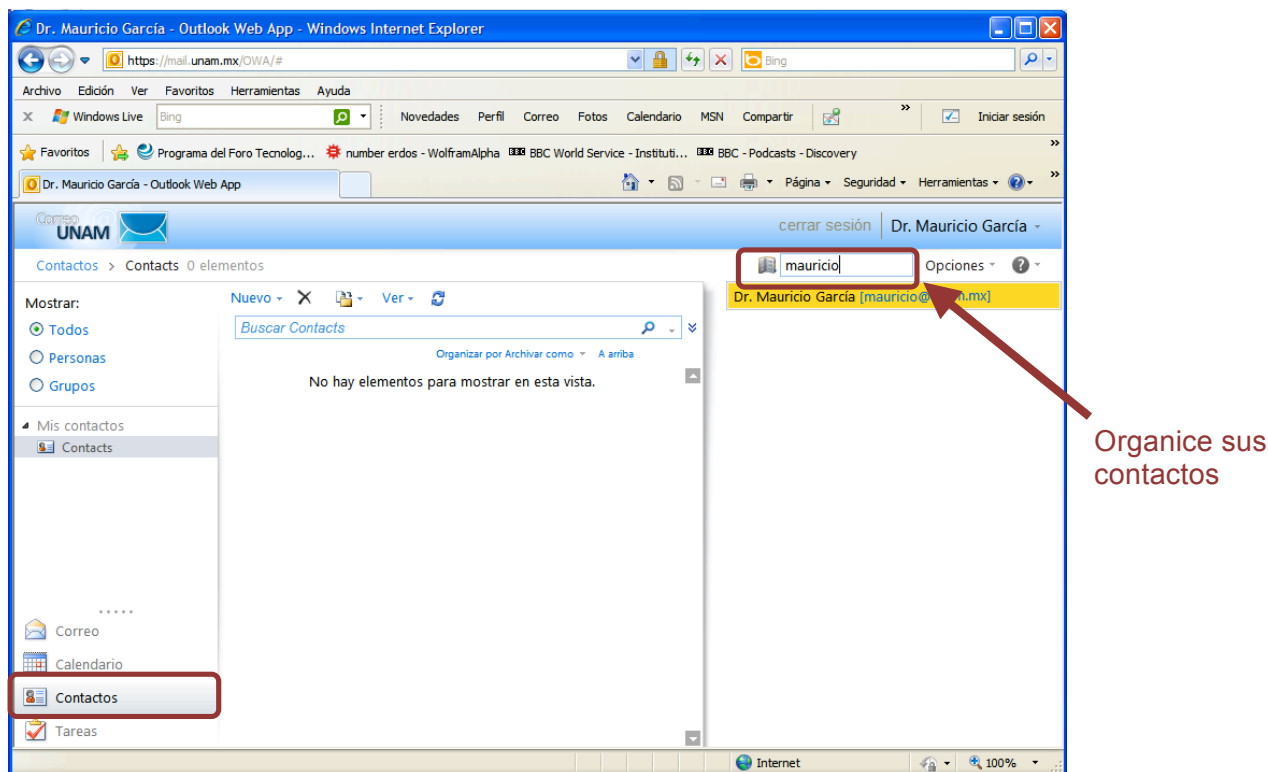 Dr. Mauricio García - Outlook Web App - Windows Internet Explorer
https://mail.unam.mx/OWA/#
Bing
Archivo Edición Ver Favoritos Herramientas Ayuda
x Windows Live Bing Novedades Perfil Correo Fotos Calendario MSN Compartir » Iniciar sesión
Favoritos Programa del Foro Tecnolog... number erdos - WolframAlpha BBC BBC World Service - Instituti... BBC BBC - Podcasts - Discovery »
Dr. Mauricio García - Outlook Web App Página Seguridad Herramientas »
Correo UNAM cerrar sesión Dr. Mauricio García
Contactos > Contacts 0 elementos mauricio Opciones
Mostrar: Nuevo Ver Dr. Mauricio García [mauricio@ .mx]
Todos Buscar Contacts
Organizar por Archivar como A arriba
Personas
No hay elementos para mostrar en esta vista.
Grupos
Mis contactos
Contacts
Organice sus
contactos
Correo
Calendario
Contactos
Tareas
Internet 100%